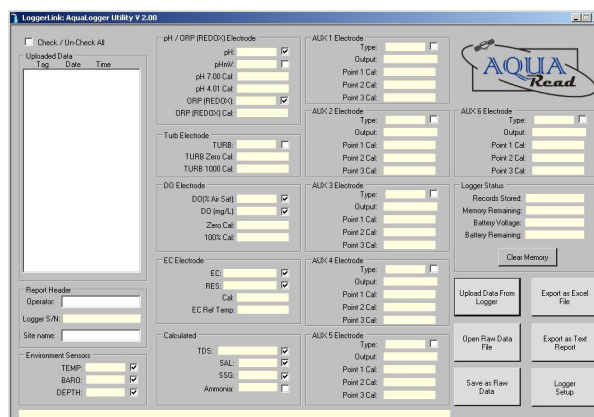 LoggerLink: AquaLogger Utility V 2.00
Check / Un-Check All
Uploaded Data
Tag Date Time
Report Header
Operator:
Logger S/N:
Site name:
Environment Sensors
TEMP:
BARO:
DEPTH:
pH / ORP (REDOX) Electrode
pH:
pHmV:
pH 7.00 Cal:
pH 4.01 Cal:
ORP (REDOX):
ORP (REDOX) Cal:
Turb Electrode
TURB:
TURB Zero Cal:
TURB 1000 Cal:
DO Electrode
DO(% Air Sat):
DO (mg/L):
Zero Cal:
100% Cal:
EC Electrode
EC:
RES:
Cal:
EC Ref Temp:
Calculated
TDS:
SAL:
SSG:
Ammonia:
AUX 1 Electrode
Type:
Output:
Point 1 Cal:
Point 2 Cal:
Point 3 Cal:
AUX 2 Electrode
Type:
Output:
Point 1 Cal:
Point 2 Cal:
Point 3 Cal:
AUX 3 Electrode
Type:
Output:
Point 1 Cal:
Point 2 Cal:
Point 3 Cal:
AUX 4 Electrode
Type:
Output:
Point 1 Cal:
Point 2 Cal:
Point 3 Cal:
AUX 5 Electrode
Type:
Output:
Point 1 Cal:
Point 2 Cal:
Point 3 Cal:
AQUA
Read
AUX 6 Electrode
Type:
Output:
Point 1 Cal:
Point 2 Cal:
Point 3 Cal:
Logger Status
Records Stored:
Memory Remaining:
Battery Voltage:
Battery Remaining:
Clear Memory
Upload Data From
Logger
Export as Excel
File
Open Raw Data
File
Export as Text
Report
Save as Raw
Data
Logger
Setup